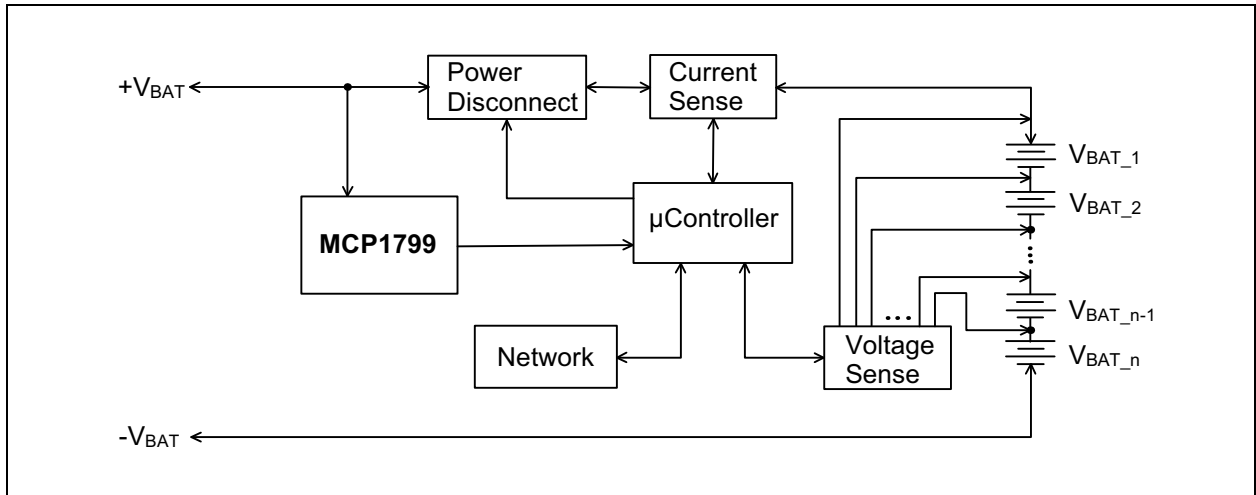 +VBAT
Power
Disconnect
Current
Sense
VBAT_1
VBAT_2
MCP1799
µController
...
...
VBAT_n-1
Network
Voltage
Sense
VBAT_n
-VBAT